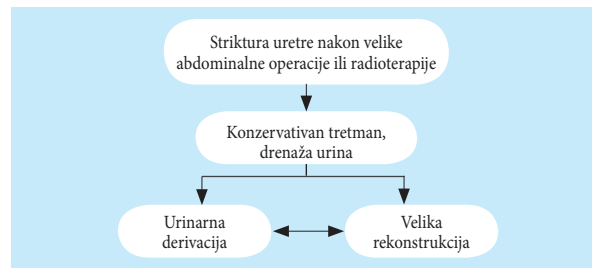 Striktura uretre nakon velike
abdominalne operacije ili radioterapije
Konzervativan tretman,
drenaža urina
Urinarna
derivacija
Velika
rekonstrukcija